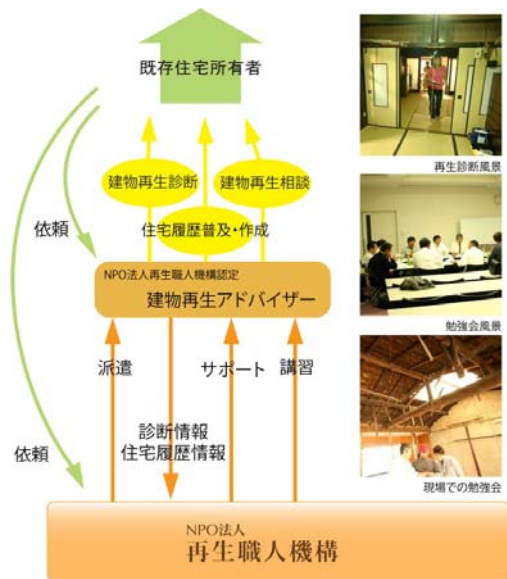 既存住宅所有者
建物再生診断
建物再生相談
住宅履歴普及・作成
依頼
NPO法人再生職人機構認定
建物再生アドバイザー
派遣
サポート
講習
診断情報
住宅履歴情報
依頼
NPO法人
再生職人機構
再生診断風景
勉強会風景
現場での勉強会